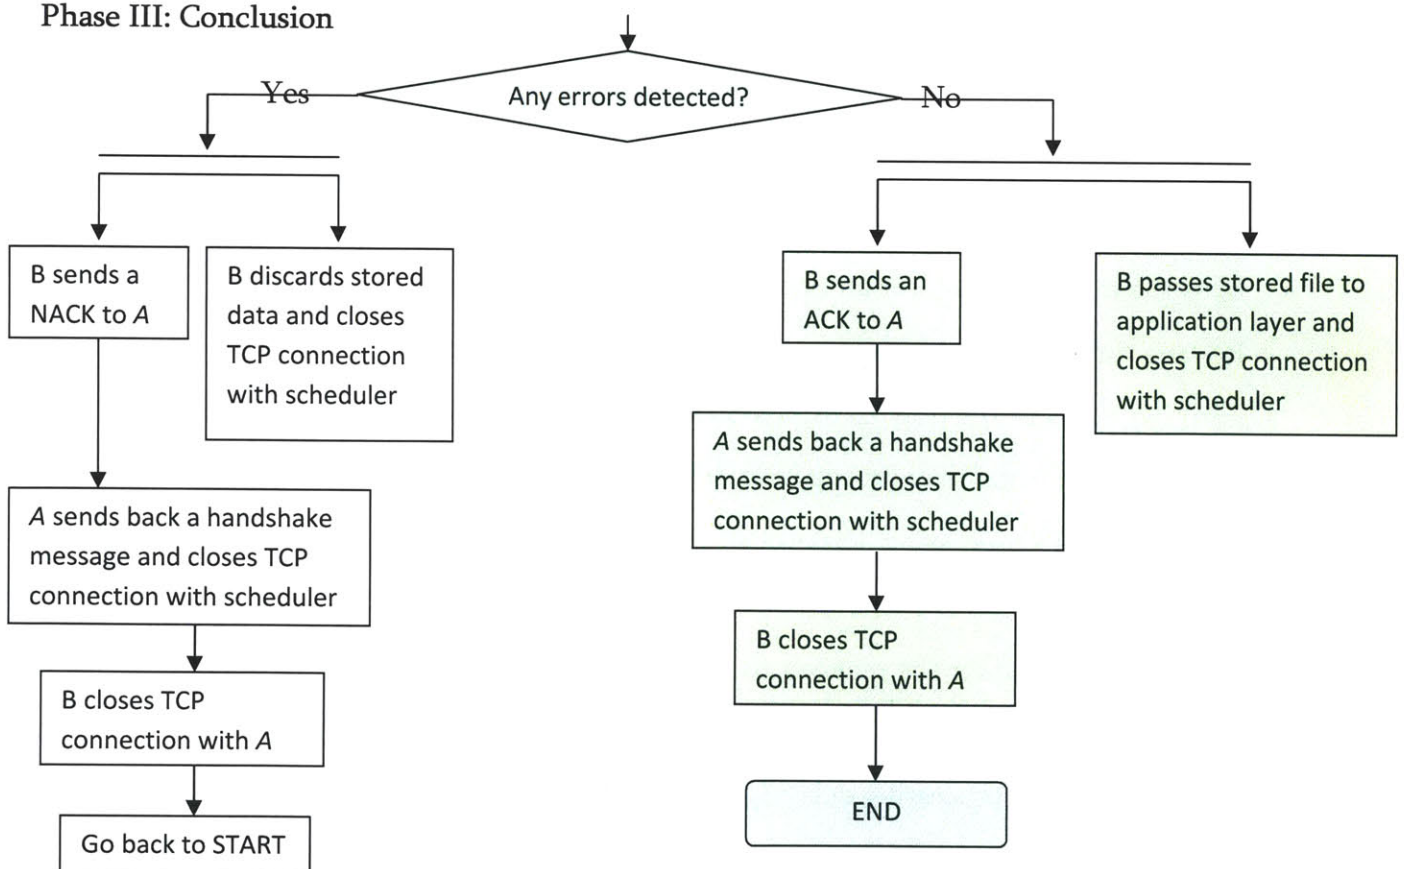 Phase III: Conclusion
Any errors detected?
Yes
No
B sends a
NACK to A
B discards stored
data and closes
TCP connection
with scheduler
B sends an
ACK to A
B passes stored file to
application layer and
closes TCP connection
with scheduler
A sends back a handshake
message and closes TCP
connection with scheduler
A sends back a handshake
message and closes TCP
connection with scheduler
B closes TCP
connection with A
B closes TCP
connection with A
Go back to START
END